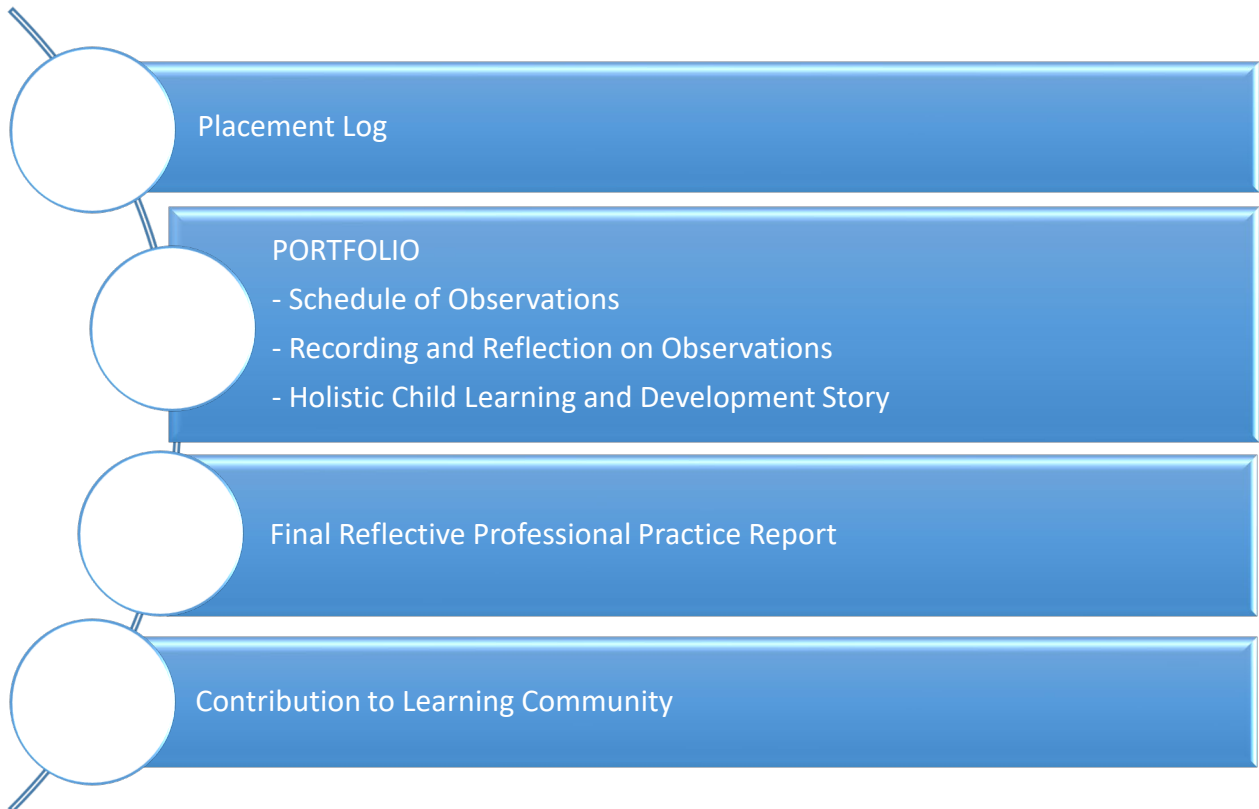 Placement Log
PORTFOLIO
- Schedule of Observations
- Recording and Reflection on Observations
- Holistic Child Learning and Development Story
Final Reflective Professional Practice Report
Contribution to Learning Community